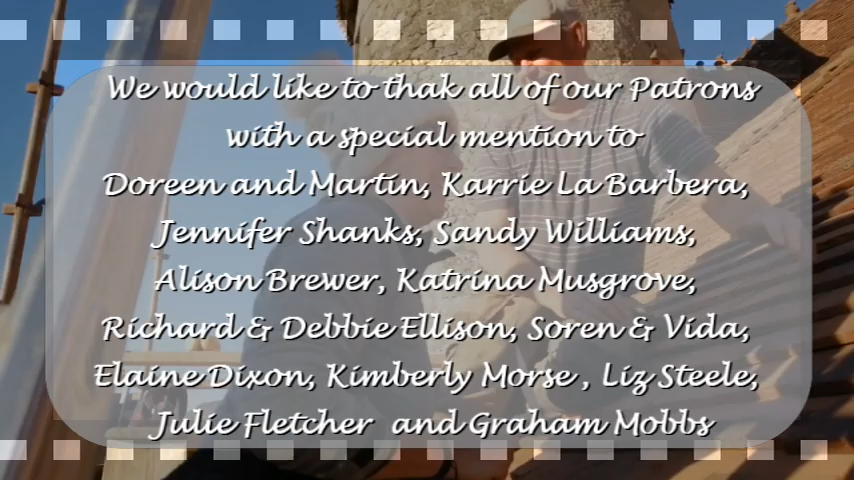 We would like to thak all of our Patrons
with a special mention to
Doreen and Martin, Karrie La Barbera,
Jennifer Shanks, Sandy Williams,
Alison Brewer, Katrina Musgrove,
Richard & Debbie Ellison, Soren & Vida,
Elaine Dixon, Kimberly Morse , Liz Steele,
Julie Fletcher and Graham Mobbs